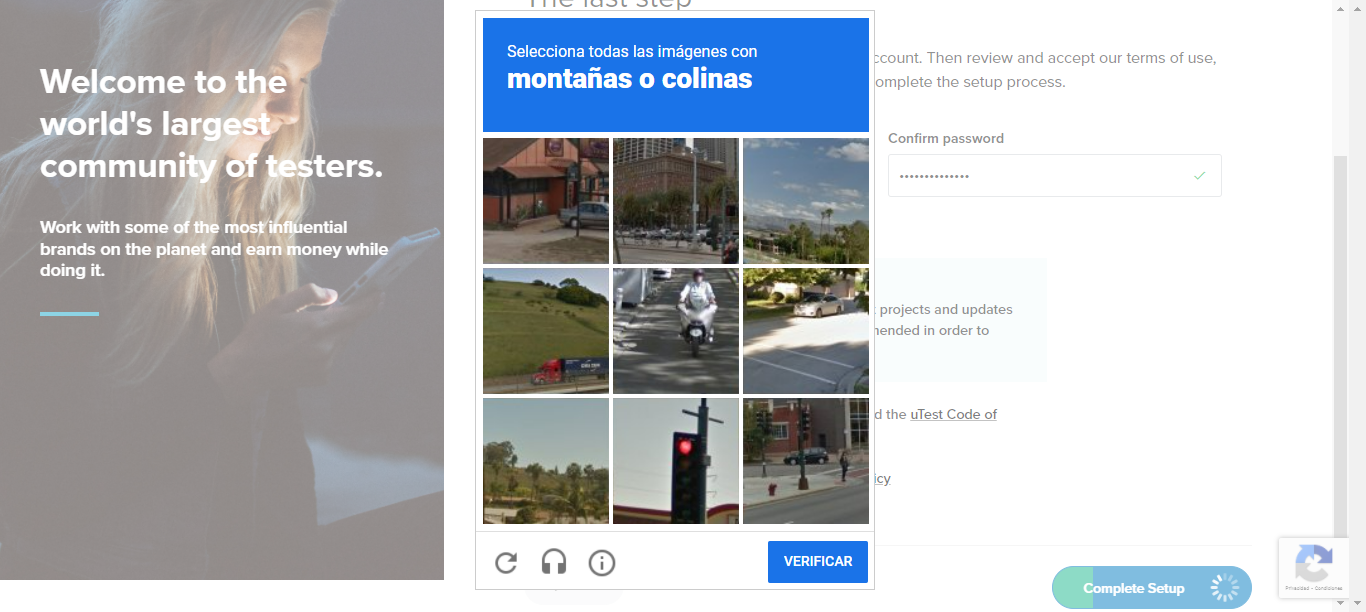 The last step
Welcome to the
world's largest
community of testers.
Work with some of the most influential
brands on the planet and earn money while
doing it.
Selecciona todas las imágenes con
montañas o colinas
VERIFICAR
ccount. Then review and accept our terms of use,
omplete the setup process.
Confirm password
••••••••••••••
projects and updates
nended in order to
d the uTest Code of
icy
Complete Setup
Privacidad - Condiciones